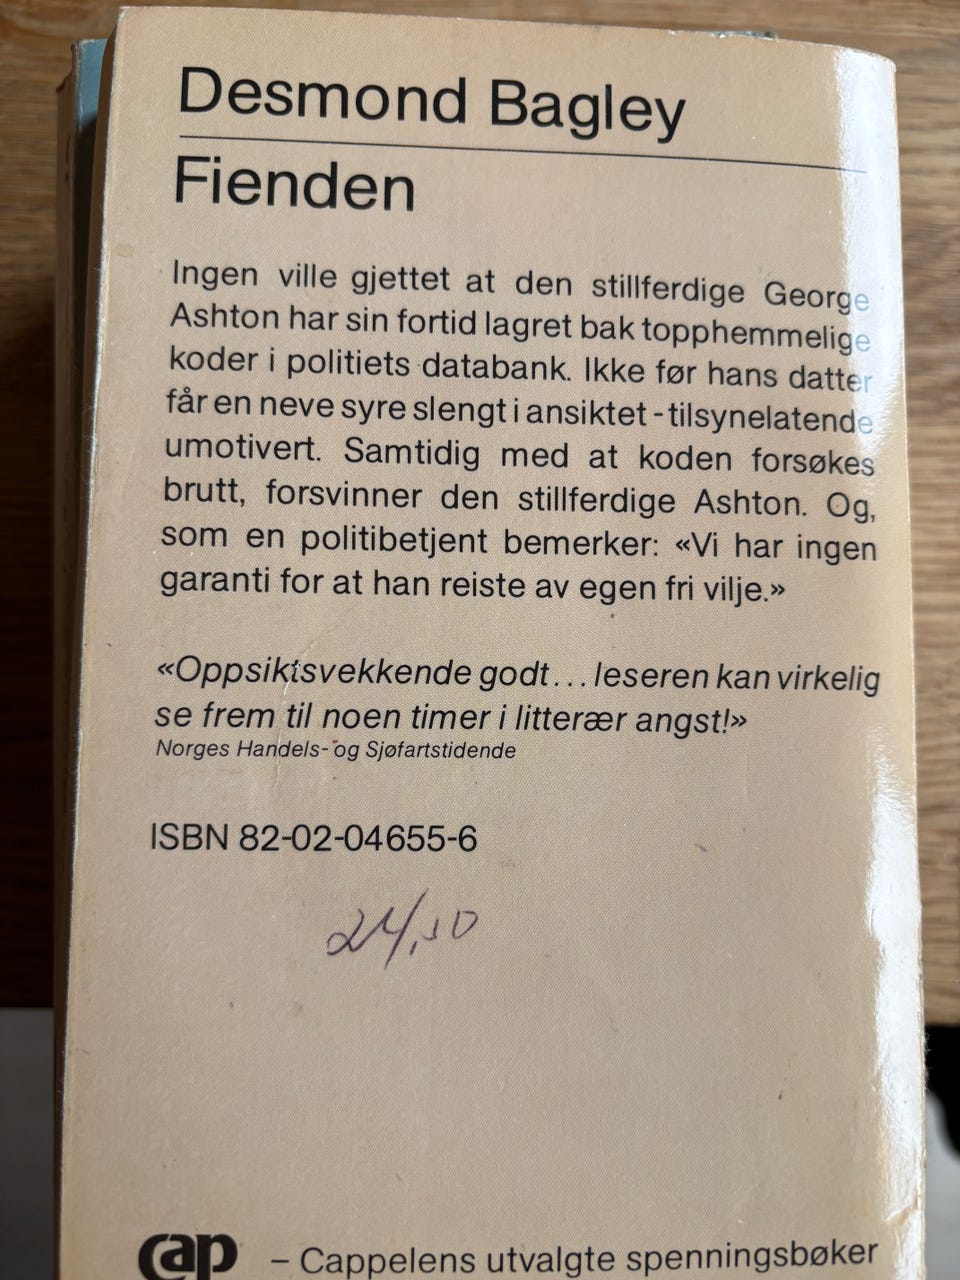 Desmond Bagley
Fienden
Ingen ville gjettet at den stillferdige George
Ashton har sin fortid lagret bak topphemmelige
koder i politiets databank. Ikke før hans datter
får en neve syre slengt i ansiktet - tilsynelatende
umotivert. Samtidig med at koden forsøkes
brutt, forsvinner den stillferdige Ashton. Og,
som en politibetjent bemerker: «Vi har ingen
garanti for at han reiste av egen fri vilje.»
«Oppsiktsvekkende godt... leseren kan virkelig
se frem til noen timer i litterær angst!»
Norges Handels- og Sjøfartstidende
ISBN 82-02-04655-6
24,50
cap – Cappelens utvalgte spenningsbøker